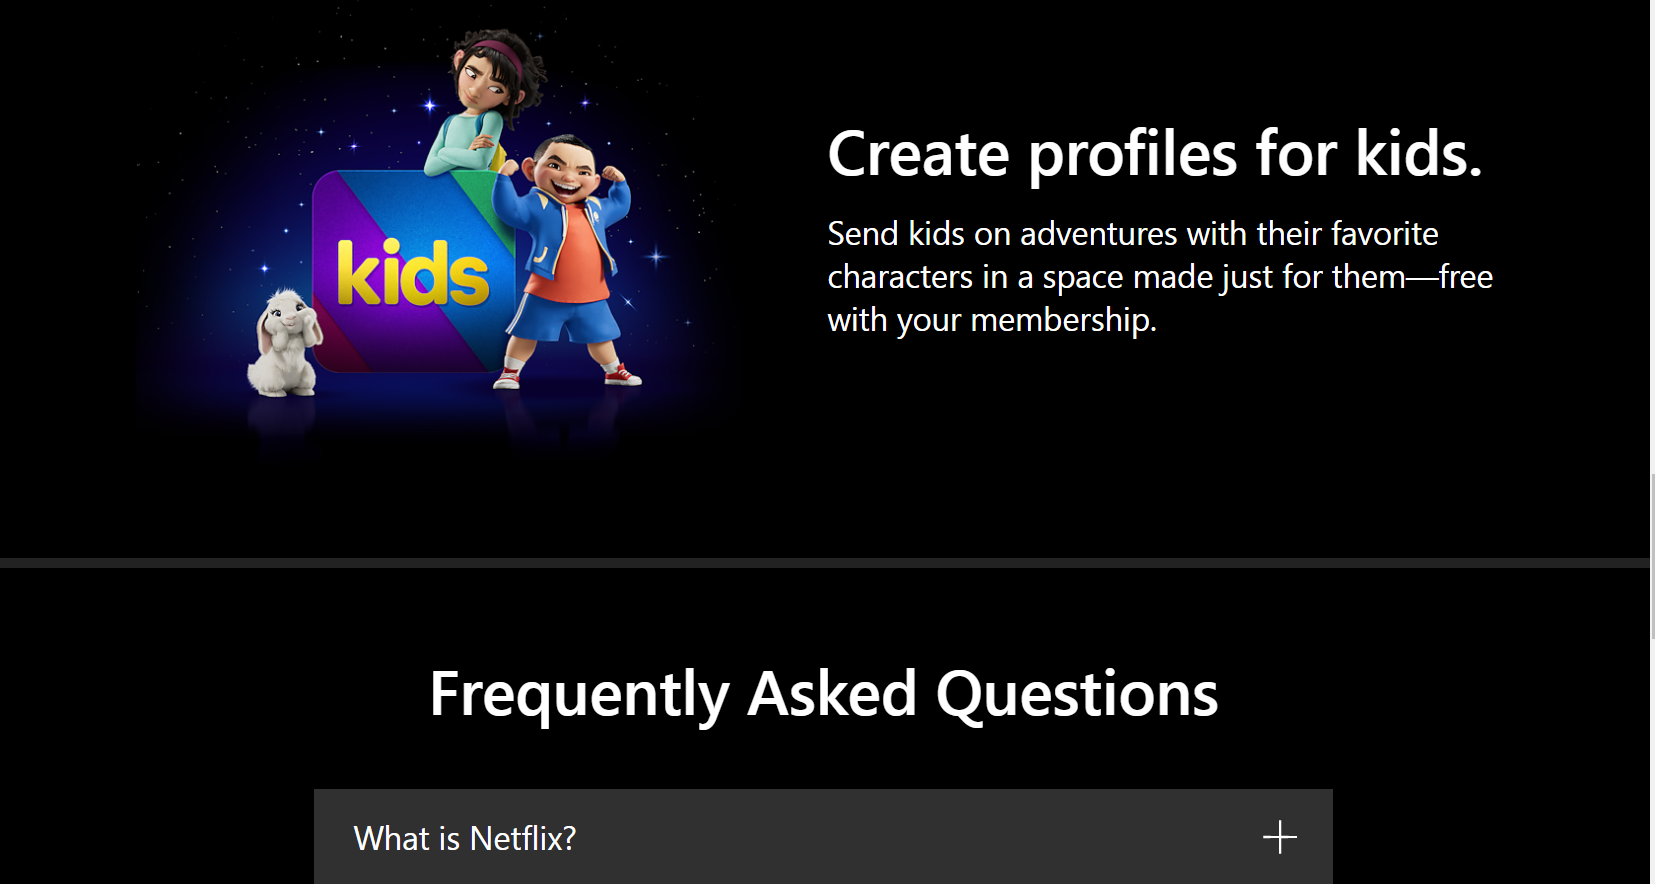 kids
Create profiles for kids.
Send kids on adventures with their favorite
characters in a space made just for them—free
with your membership.
Frequently Asked Questions
What is Netflix?